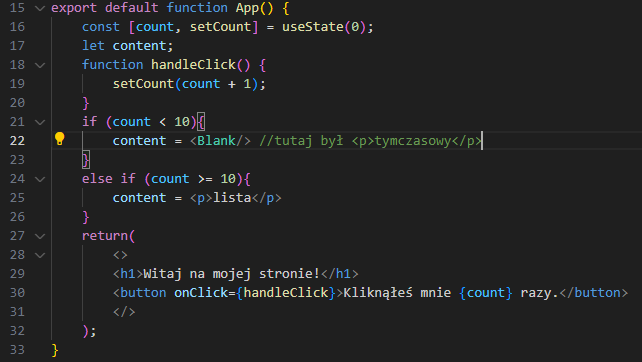 15 export default function App() {
16 const [count, setCount] = useState(0);
17 let content;
18 function handleClick() {
19 setCount(count + 1);
20 }
21 if (count < 10){
22 content = <Blank/> //tutaj był <p>tymczasowy</p>
23 }
24 else if (count >= 10){
25 content = <p>lista</p>
26 }
27 return(
28 <>
29 <h1>Witaj na mojej stronie!</h1>
30 <button onClick={handleClick}>Kliknąłeś mnie {count} razy.</button>
31 </>
32 );
33 }